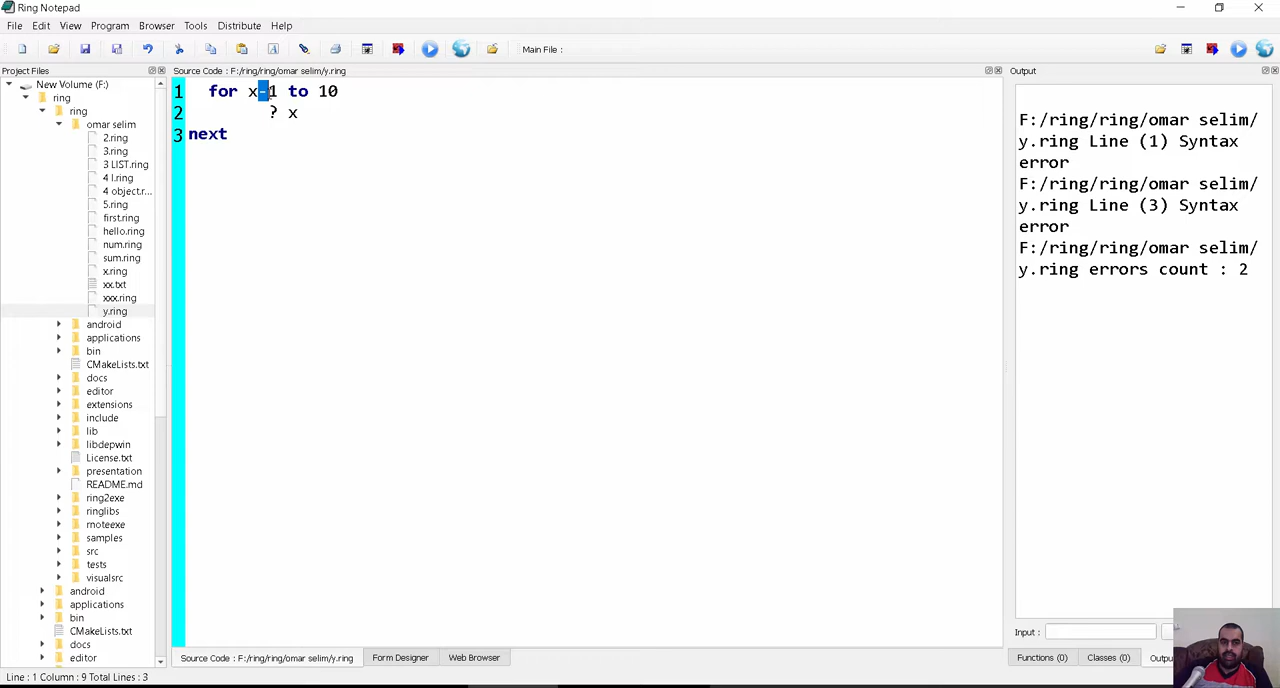 Ring Notepad
File Edit View Program Browser Tools Distribute Help
Main File :
Project Files
New Volume (F:)
ring
ring
omar selim
2.ring
3.ring
3 LIST.ring
4 l.ring
4 object.r...
5.ring
first.ring
hello.ring
num.ring
sum.ring
x.ring
xx.txt
xxx.ring
y.ring
android
applications
bin
CMakeLists.txt
docs
editor
extensions
include
lib
libdepwin
License.txt
presentation
README.md
ring2exe
ringlibs
rnoteexe
samples
src
tests
visualsrc
android
applications
bin
CMakeLists.txt
docs
editor
Source Code : F:/ring/ring/omar selim/y.ring
1 for x-1 to 10
2 ? x
3 next
Source Code : F:/ring/ring/omar selim/y.ring Form Designer Web Browser
Output
F:/ring/ring/omar selim/
y.ring Line (1) Syntax
error
F:/ring/ring/omar selim/
y.ring Line (3) Syntax
error
F:/ring/ring/omar selim/
y.ring errors count : 2
Input :
Functions (0) Classes (0) Outpu
Line : 1 Column : 9 Total Lines : 3